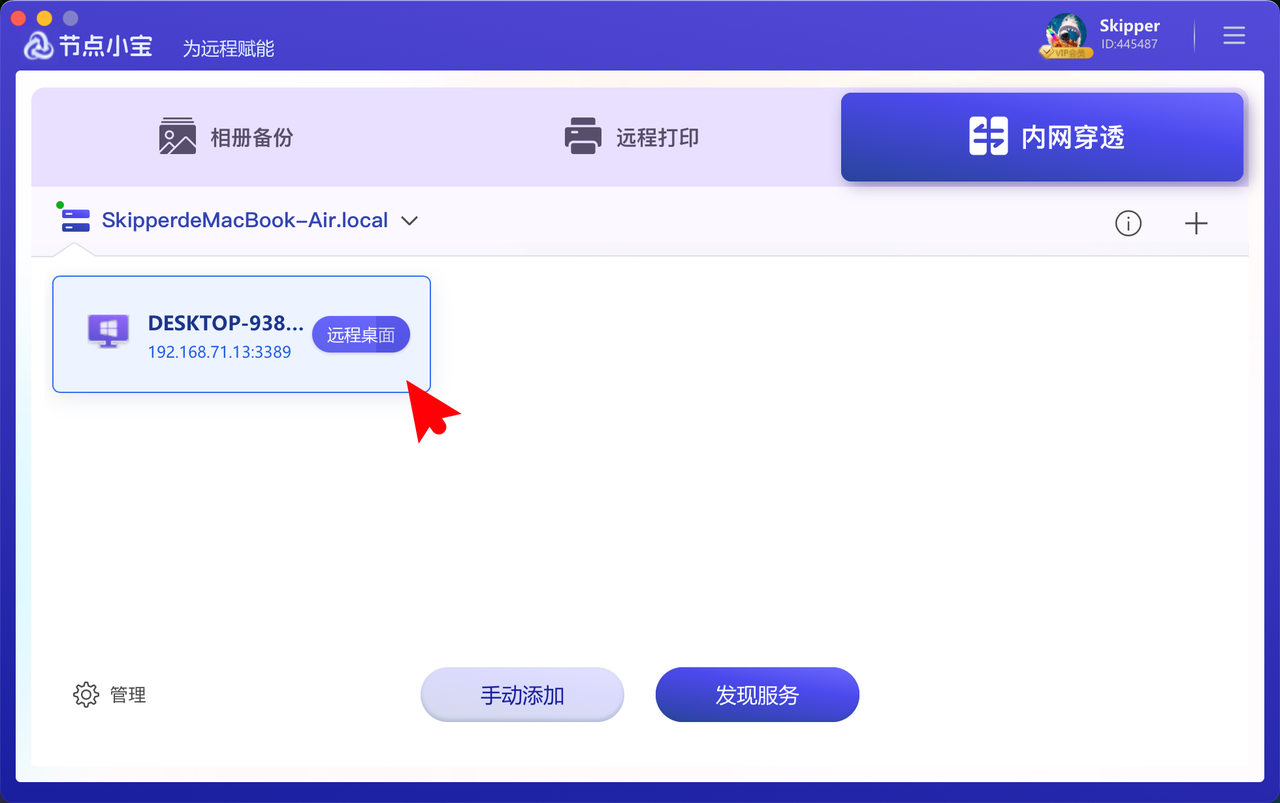 节点小宝
为远程赋能
Skipper
ID:445487
VIP会员
相册备份
远程打印
内网穿透
SkipperdeMacBook-Air.local
DESKTOP-938...
192.168.71.13:3389
远程桌面
管理
手动添加
发现服务